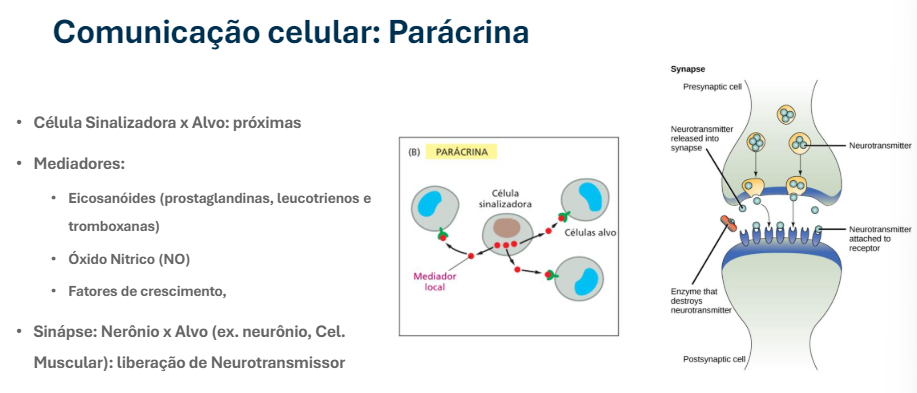 Comunicação celular: Parácrina
• Célula Sinalizadora x Alvo: próximas
• Mediadores:
• Eicosanóides (prostaglandinas, leucotrienos e
tromboxanas)
• Óxido Nitrico (NO)
• Fatores de crescimento,
• Sinápse: Nerônio x Alvo (ex. neurônio, Cel.
Muscular): liberação de Neurotransmissor
(B) PARÁCRINA
Célula
sinalizadora
Células alvo
Mediador
local
Synapse
Presynaptic cell
Neurotransmitter
released into
synapse
Neurotransmitter
Neurotransmitter
attached to
receptor
Enzyme that
destroys
neurotransmitter
Postsynaptic cell